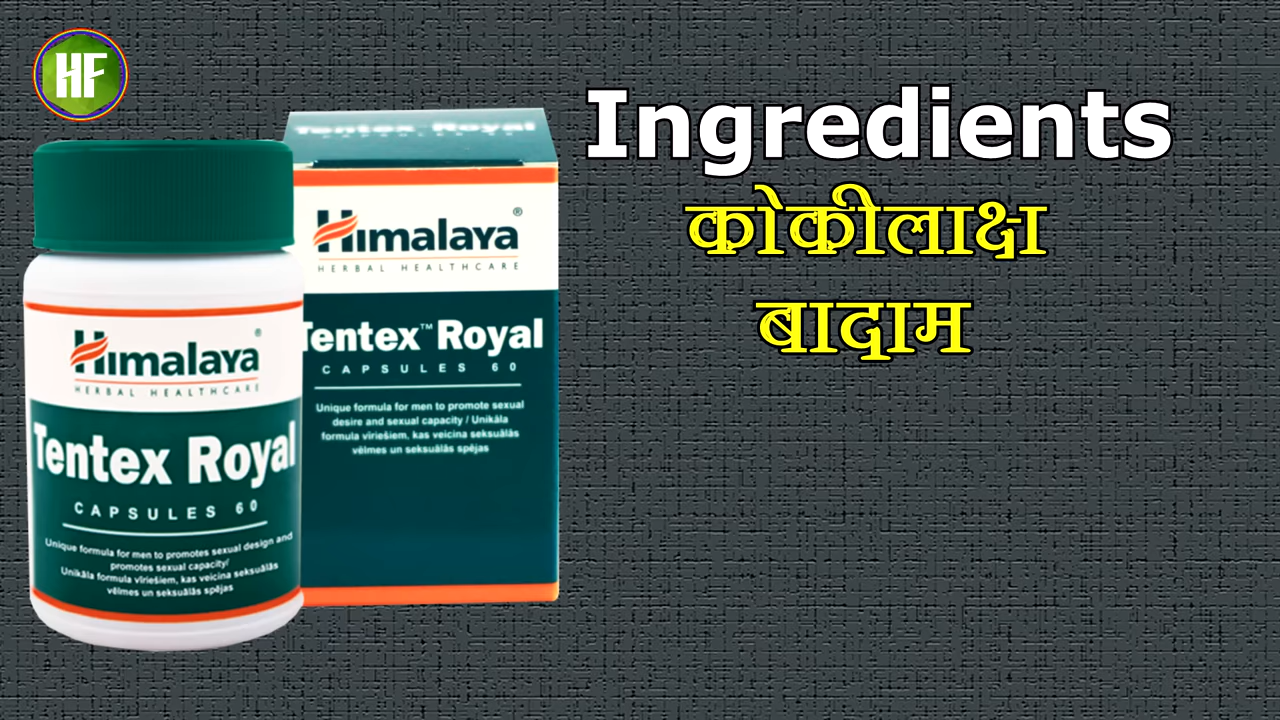 HF
Ingredients
कोकीलाक्ष
बादाम
Tentex Royal
Himalaya®
HERBAL HEALTHCARE
Tentex™ Royal
CAPSULES 60
Unique formula for men to promote sexual
desire and sexual capacity / Unikāla
formula vīriešiem, kas veicina seksuālās
vēlmes un seksuālās spējas
Himalaya®
HERBAL HEALTHCARE
Tentex Royal
CAPSULES 60
Unique formula for men to promotes sexual design and
promotes sexual capacity/
Unikāla formula vīriešiem, kas veicina seksuālās
vēlmes un seksuālās spējas